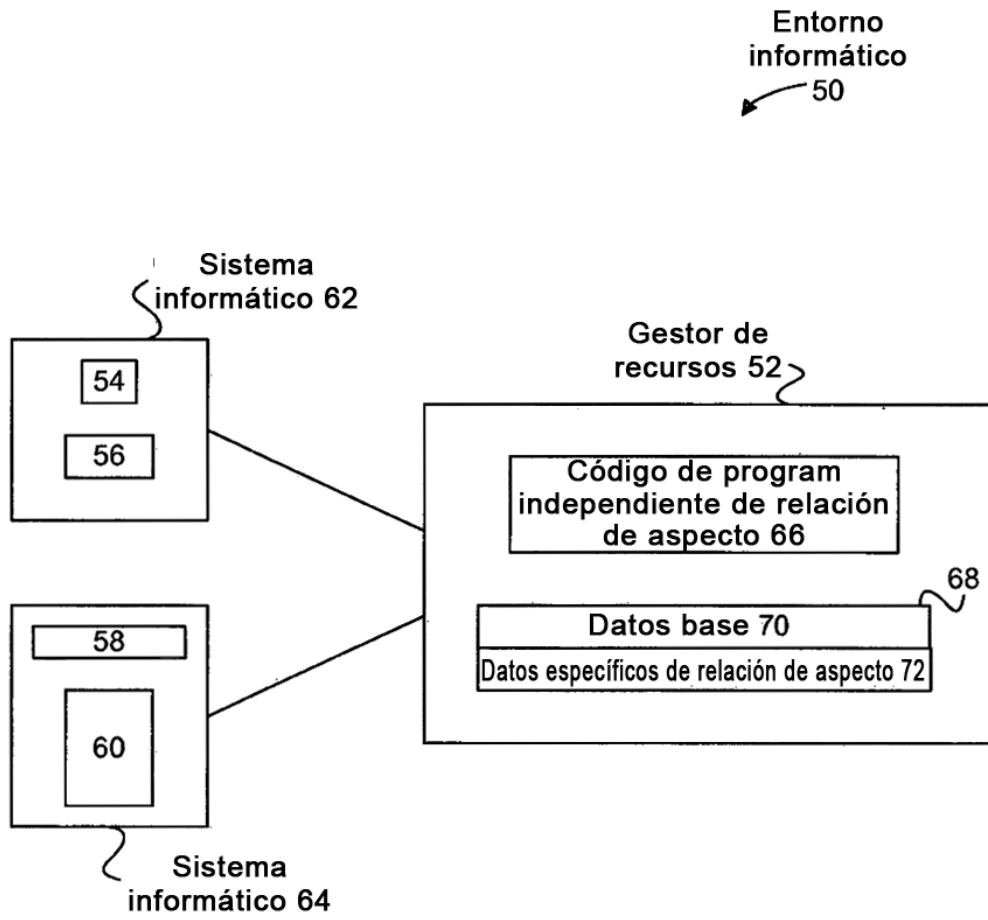 Entorno
informático
50
Sistema
informático 62
54
56
Gestor de
recursos 52
Código de program
independiente de relación
de aspecto 66
68
Datos base 70
Datos específicos de relación de aspecto 72
58
60
Sistema
informático 64